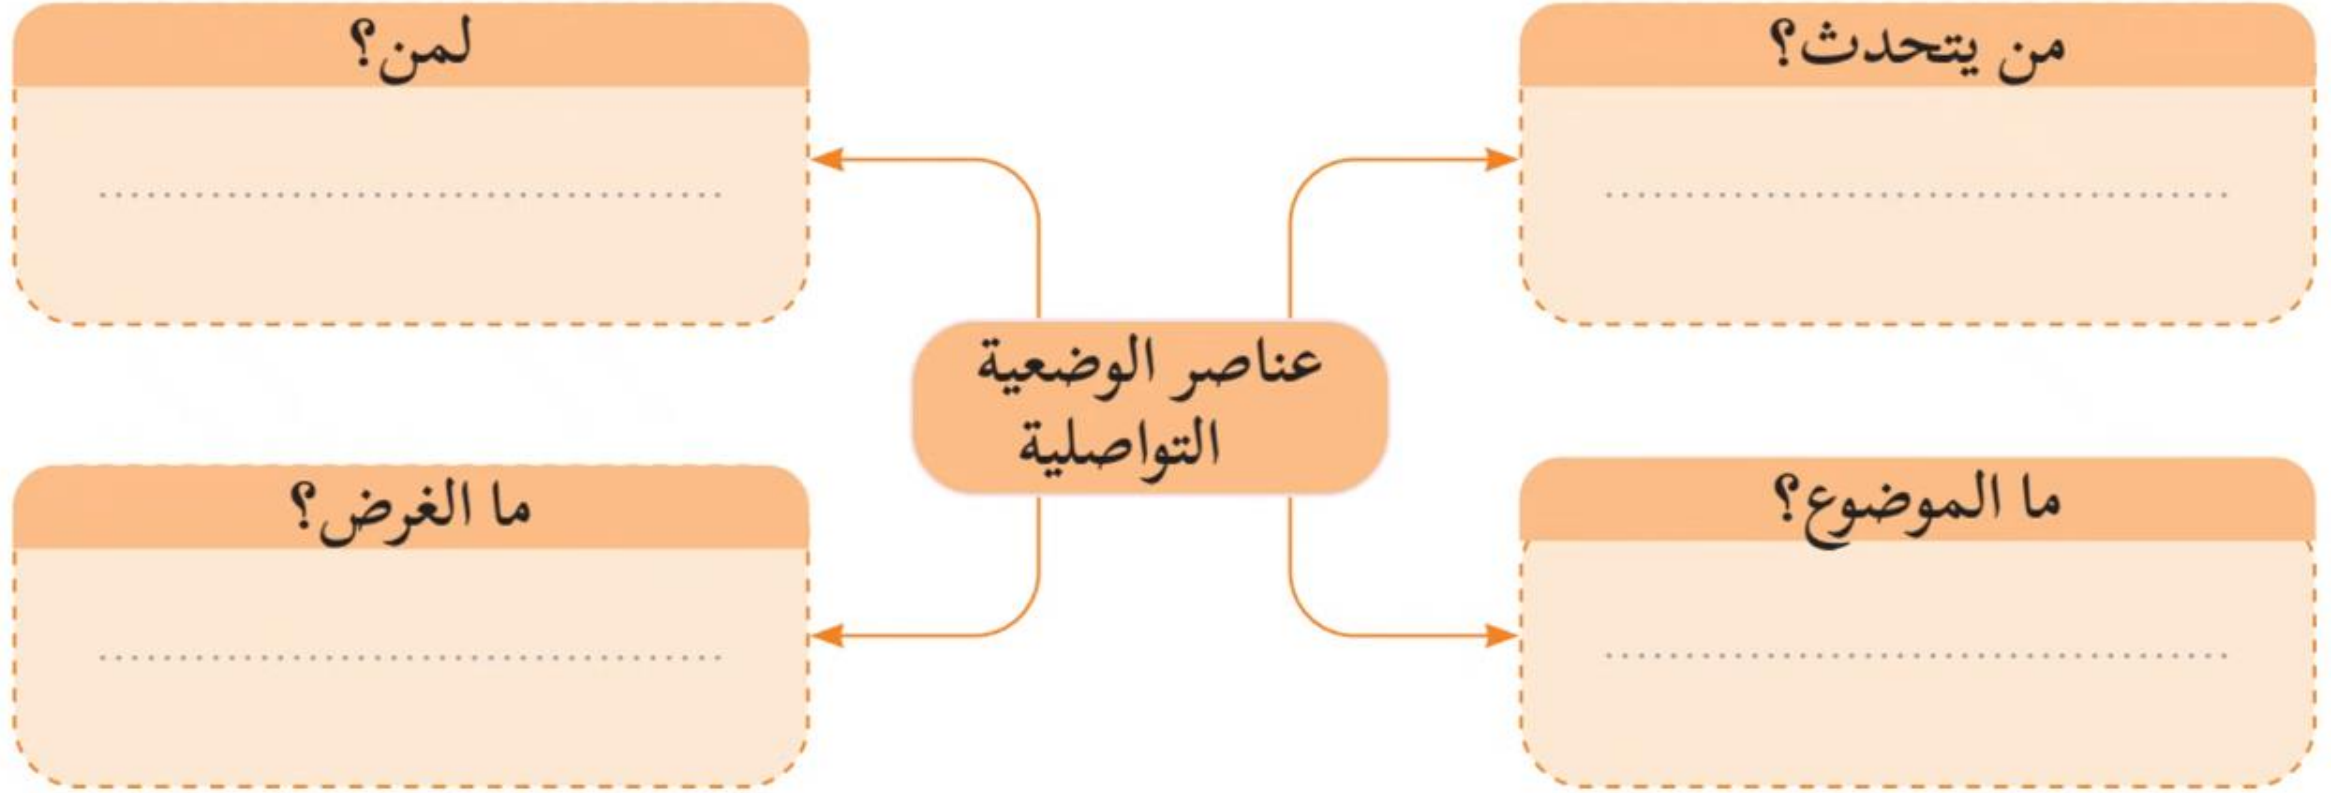 من يتحدث؟
لمن؟
عناصر الوضعية
التواصلية
ما الموضوع؟
ما الغرض؟